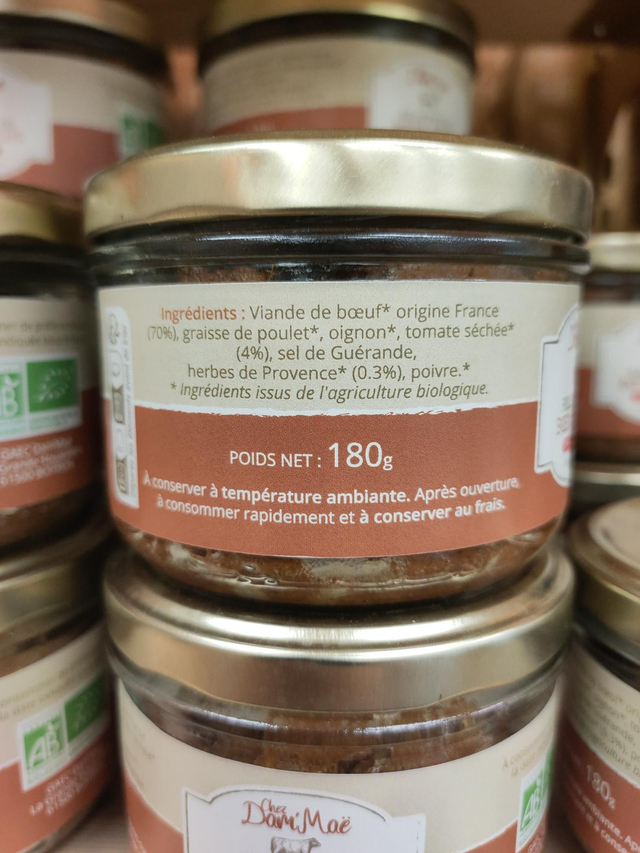 Ingrédients : Viande de bœuf* origine France
(70%), graisse de poulet*, oignon*, tomate séchée*
(4%), sel de Guérande,
herbes de Provence* (0.3%), poivre.*
* Ingrédients issus de l'agriculture biologique.
POIDS NET : 180g
À conserver à température ambiante. Après ouverture,
à consommer rapidement et à conserver au frais.
AB
Chez
Dam'Maë
180g